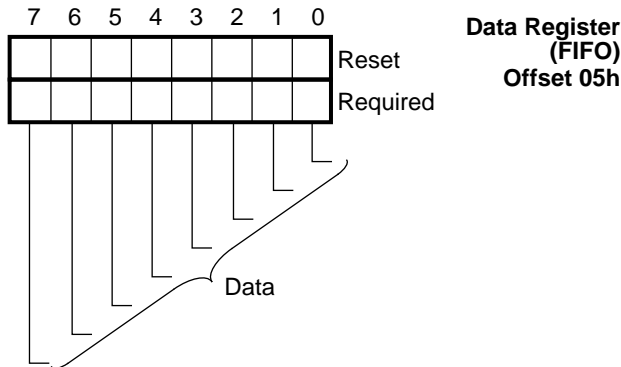 7 6 5 4 3 2 1 0
Reset
Required
Data Register
(FIFO)
Offset 05h
Data